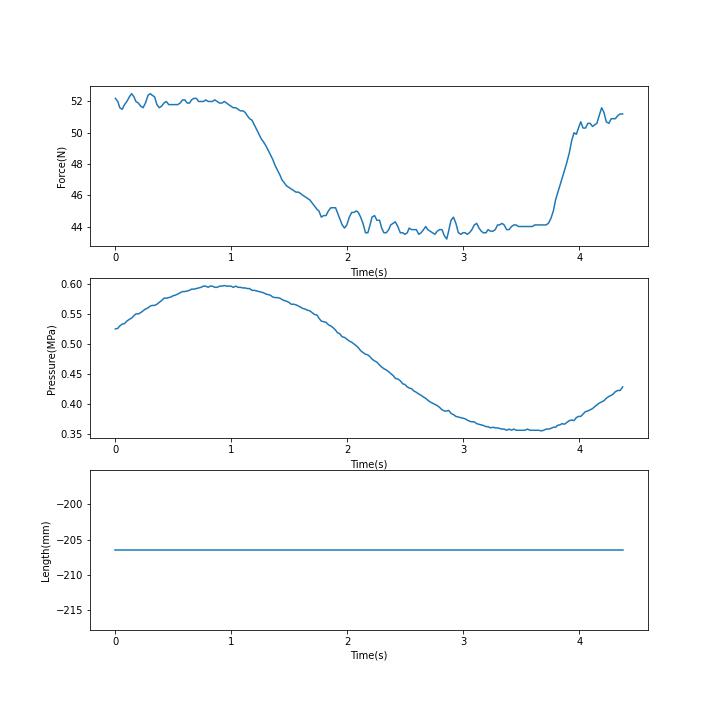 Force(N)
52
50
48
46
44
0 1 2 3 4
Time(s)
Pressure(MPa)
0.60
0.55
0.50
0.45
0.40
0.35
0 1 2 3 4
Time(s)
Length(mm)
−200
−205
−210
−215
0 1 2 3 4
Time(s)